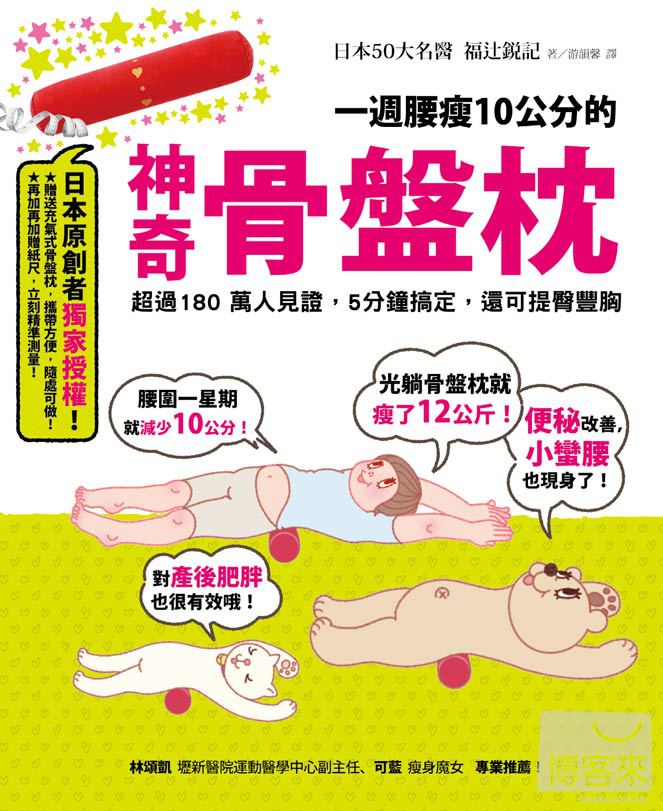 日本50大名醫 福辻鋭記 著／游韻馨 譯
一週腰瘦10公分的
神奇骨盤枕
超過180 萬人見證，5分鐘搞定，還可提臀豐胸
日本原創者獨家授權！
★贈送充氣式骨盤枕，攜帶方便，隨處可做！
★再加再加贈紙尺，立刻精準測量！
腰圍一星期
就減少10公分！
光躺骨盤枕就
瘦了12公斤！
便秘改善，
小蠻腰
也現身了！
對產後肥胖
也很有效哦！
林頌凱 壢新醫院運動醫學中心副主任、可藍 瘦身魔女 專業推薦！
博客來